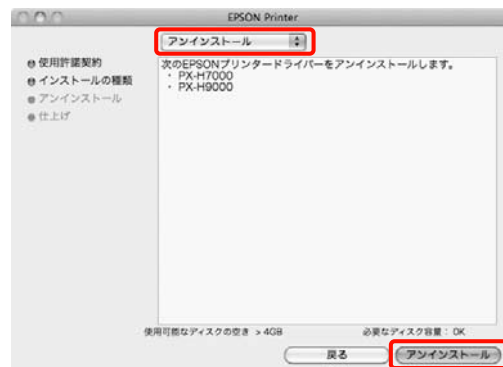 EPSON Printer
アンインストール
使用許諾契約
インストールの種類
アンインストール
仕上げ
次のEPSONプリンタードライバーをアンインストールします。
・ PX-H7000
・ PX-H9000
使用可能なディスクの空き > 4GB
必要なディスク容量 : OK
戻る
アンインストール